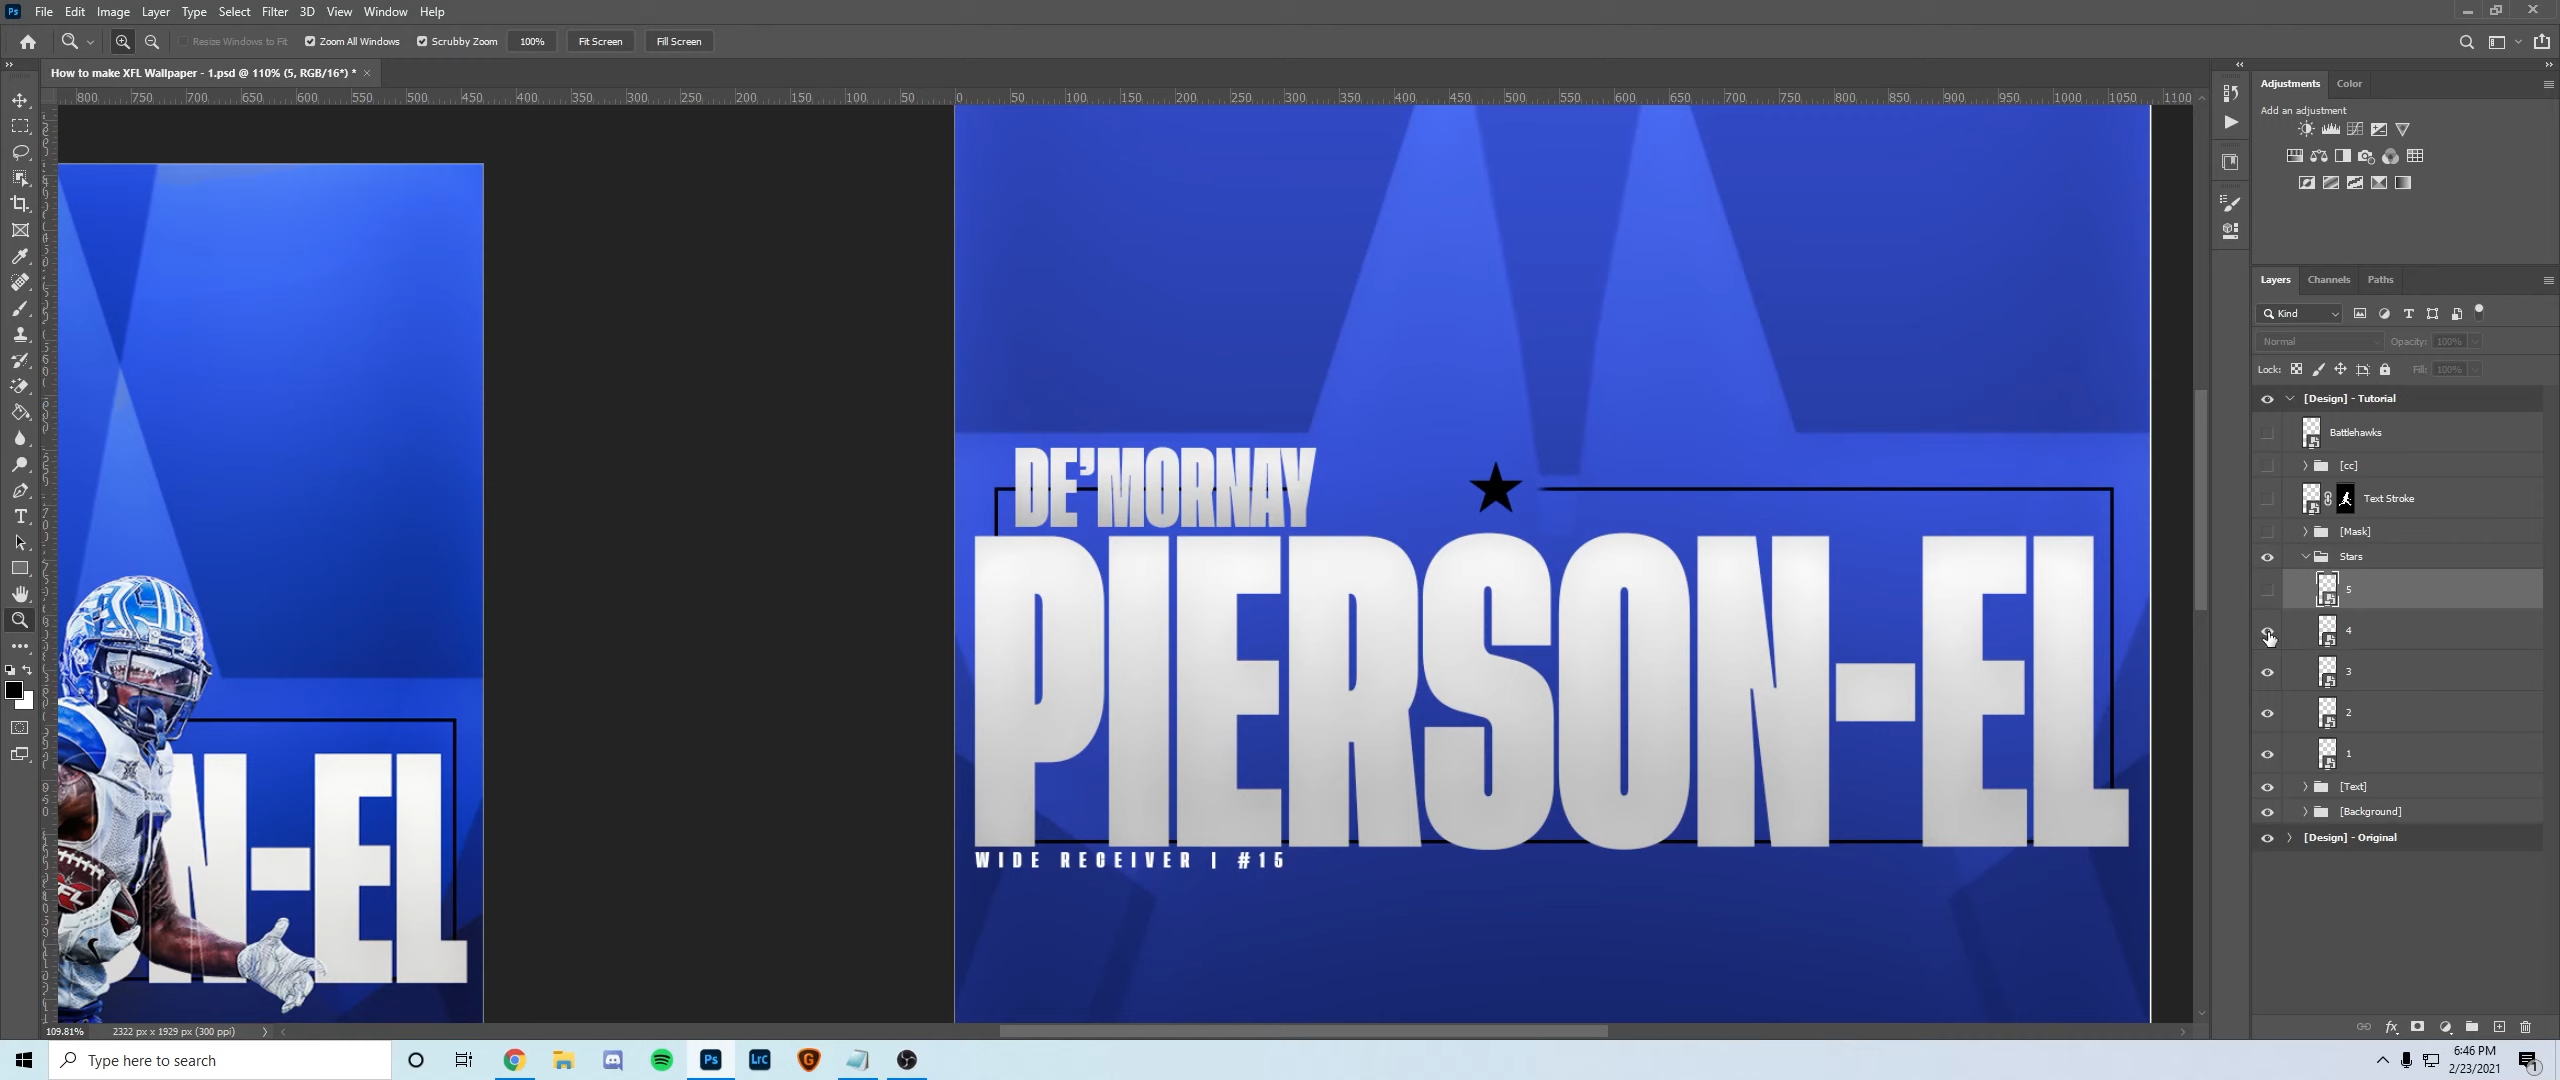 Ps File Edit Image Layer Type Select Filter 3D View Window Help
Resize Windows to Fit Zoom All Windows Scrubby Zoom 100% Fit Screen Fill Screen
How to make XFL Wallpaper - 1.psd @ 110% (5, RGB/16*) * ×
800 750 700 650 600 550 500 450 400 350 300 250 200 150 100 50 0 50 100 150 200 250 300 350 400 450 500 550 600 650 700 750 800 850 900 950 1000 1050 1100
Adjustments Color
Add an adjustment
Layers Channels Paths
Kind
Normal Opacity: 100%
Lock: Fill: 100%
[Design] - Tutorial
Battlehawks
[cc]
Text Stroke
[Mask]
Stars
5
4
3
2
1
[Text]
[Background]
[Design] - Original
DE'MORNAY
PIERSON-EL
WIDE RECEIVER | #15
N-EL
XFL
109.81% 2322 px x 1929 px (300 ppi)
Type here to search
Ps
LrC
6:46 PM
2/23/2021
1